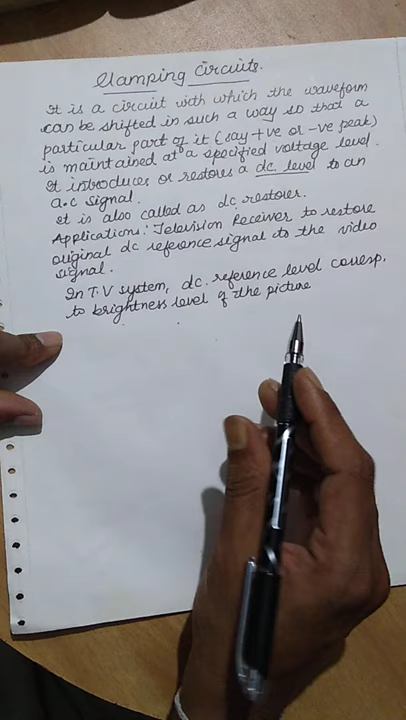 Clamping Circuits.
It is a circuit with which the waveform
can be shifted in such a way so that a
particular part of it (say +ve or -ve peak)
is maintained at a specified voltage level.
It introduces or restores a dc. level to an
a.c signal.
It is also called as dc restorer.
Applications: Television Receiver to restore
original dc reference signal to the video
signal.
In T.V system, dc. reference level corresp.
to brightness level of the picture